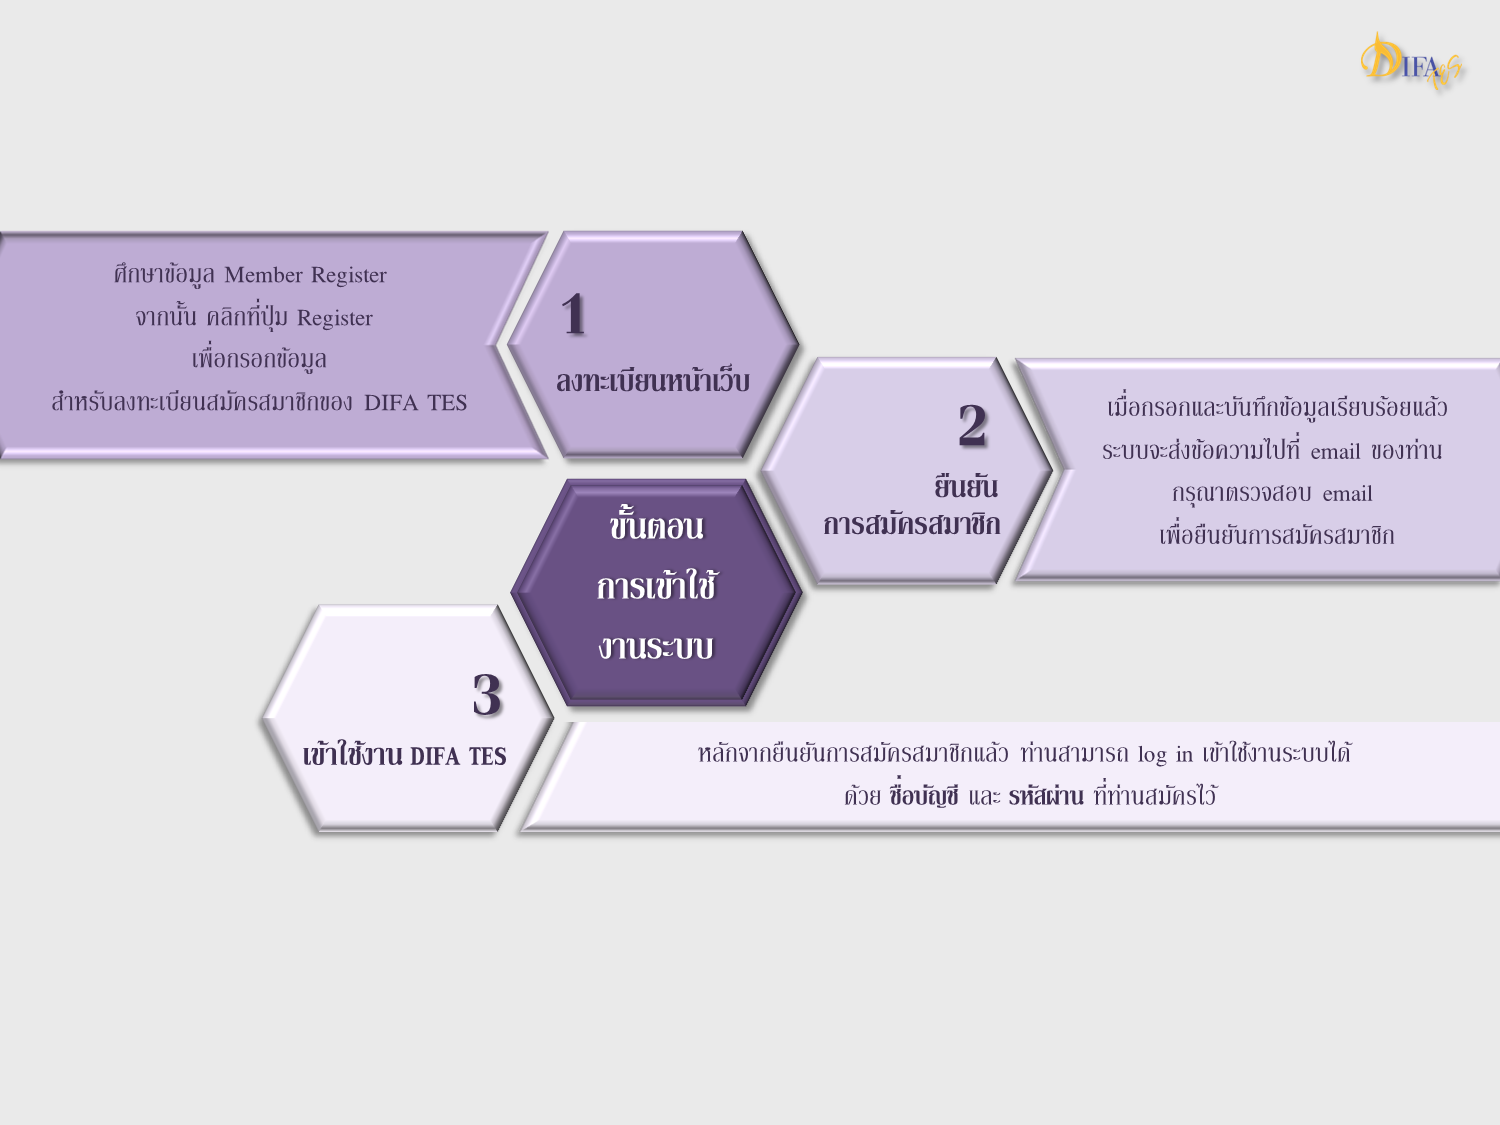 DIFA TES
ศึกษาข้อมูล Member Register
จากนั้น คลิกที่ปุ่ม Register
เพื่อกรอกข้อมูล
สำหรับลงทะเบียนสมัครสมาชิกของ DIFA TES
1
ลงทะเบียนหน้าเว็บ
2
ยืนยัน
การสมัครสมาชิก
เมื่อกรอกและบันทึกข้อมูลเรียบร้อยแล้ว
ระบบจะส่งข้อความไปที่ email ของท่าน
กรุณาตรวจสอบ email
เพื่อยืนยันการสมัครสมาชิก
ขั้นตอน
การเข้าใช้
งานระบบ
3
เข้าใช้งาน DIFA TES
หลักจากยืนยันการสมัครสมาชิกแล้ว ท่านสามารถ log in เข้าใช้งานระบบได้
ด้วย ชื่อบัญชี และ รหัสผ่าน ที่ท่านสมัครไว้